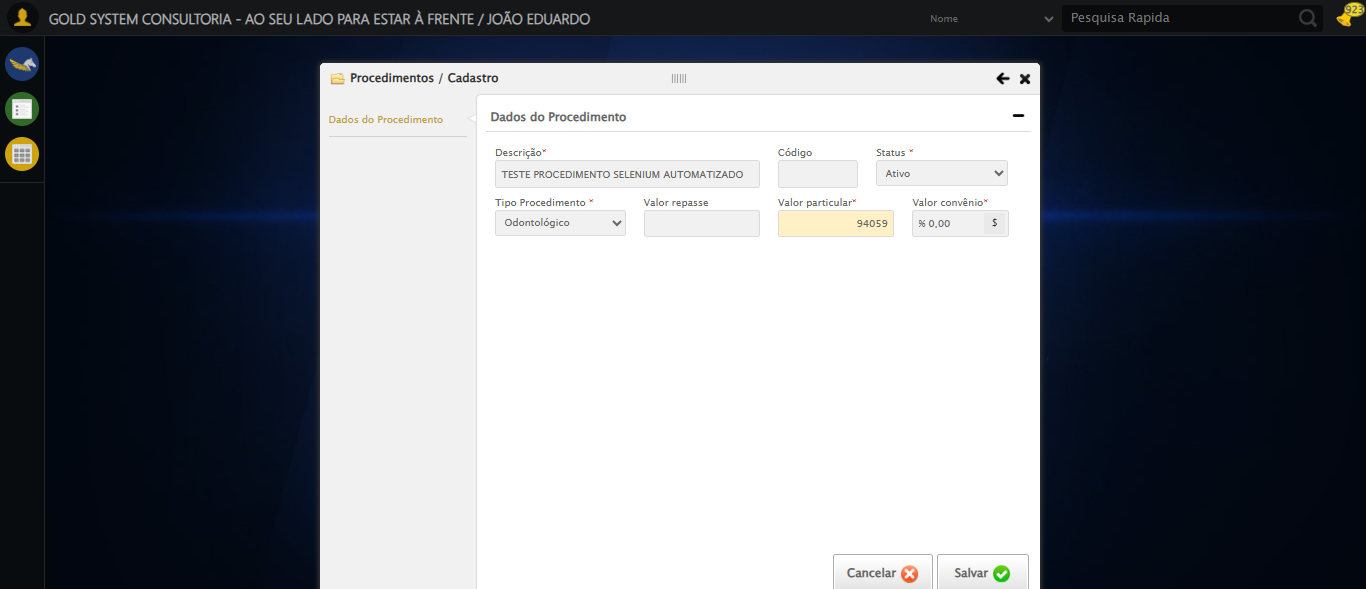 GOLD SYSTEM CONSULTORIA - AO SEU LADO PARA ESTAR À FRENTE / JOÃO EDUARDO
Nome
Pesquisa Rapida
923
Procedimentos / Cadastro
Dados do Procedimento
Dados do Procedimento
Descrição*
Código
Status *
TESTE PROCEDIMENTO SELENIUM AUTOMATIZADO
Ativo
Tipo Procedimento *
Valor repasse
Valor particular*
Valor convênio*
Odontológico
94059
% 0,00
$
Cancelar
Salvar